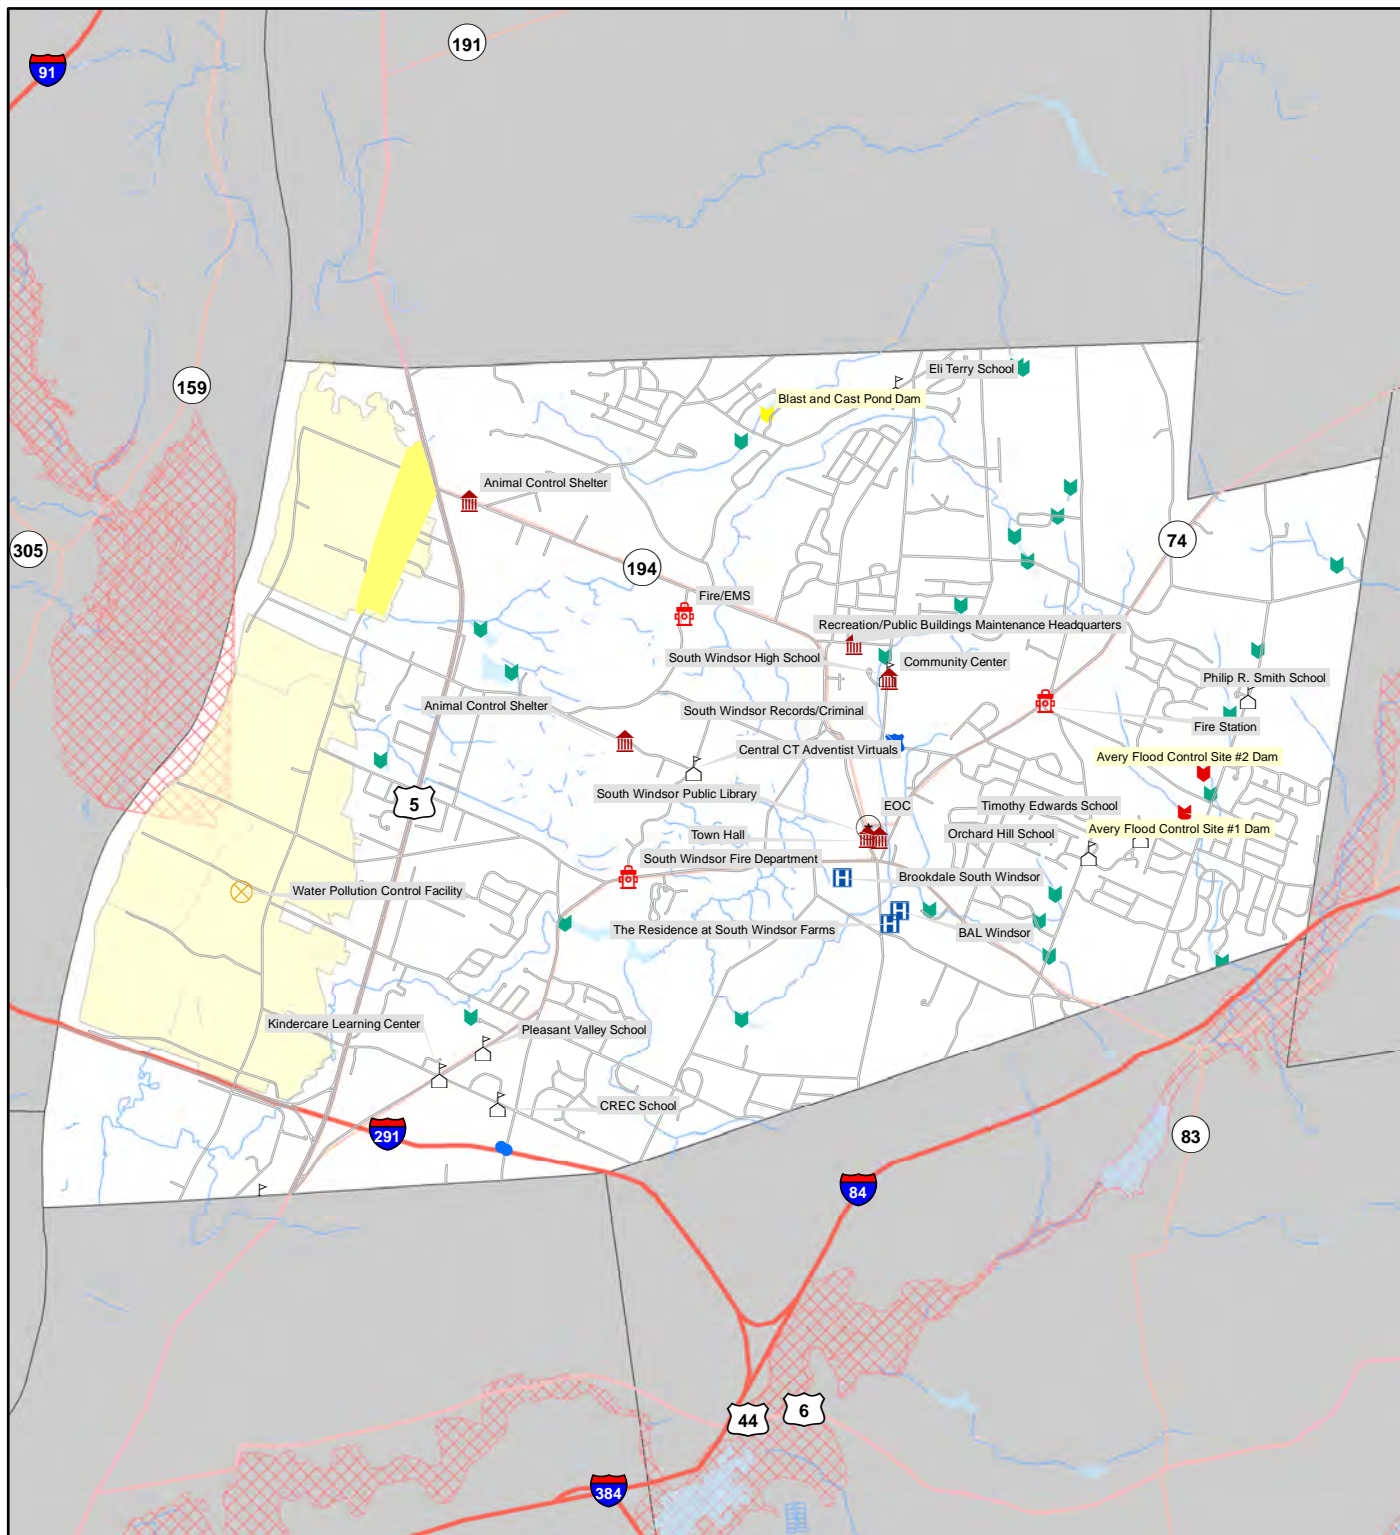 191
91
Eli Terry School
159
Blast and Cast Pond Dam
Animal Control Shelter
74
305
194
Fire/EMS
Recreation/Public Buildings Maintenance Headquarters
South Windsor High School
Community Center
Philip R. Smith School
Animal Control Shelter
South Windsor Records/Criminal
Fire Station
Central CT Adventist Virtuals
Avery Flood Control Site #2 Dam
South Windsor Public Library
5
EOC
Timothy Edwards School
Town Hall
Orchard Hill School
Avery Flood Control Site #1 Dam
South Windsor Fire Department
Brookdale South Windsor
Water Pollution Control Facility
The Residence at South Windsor Farms
BAL Windsor
Kindercare Learning Center
Pleasant Valley School
CREC School
291
83
84
44
6
384